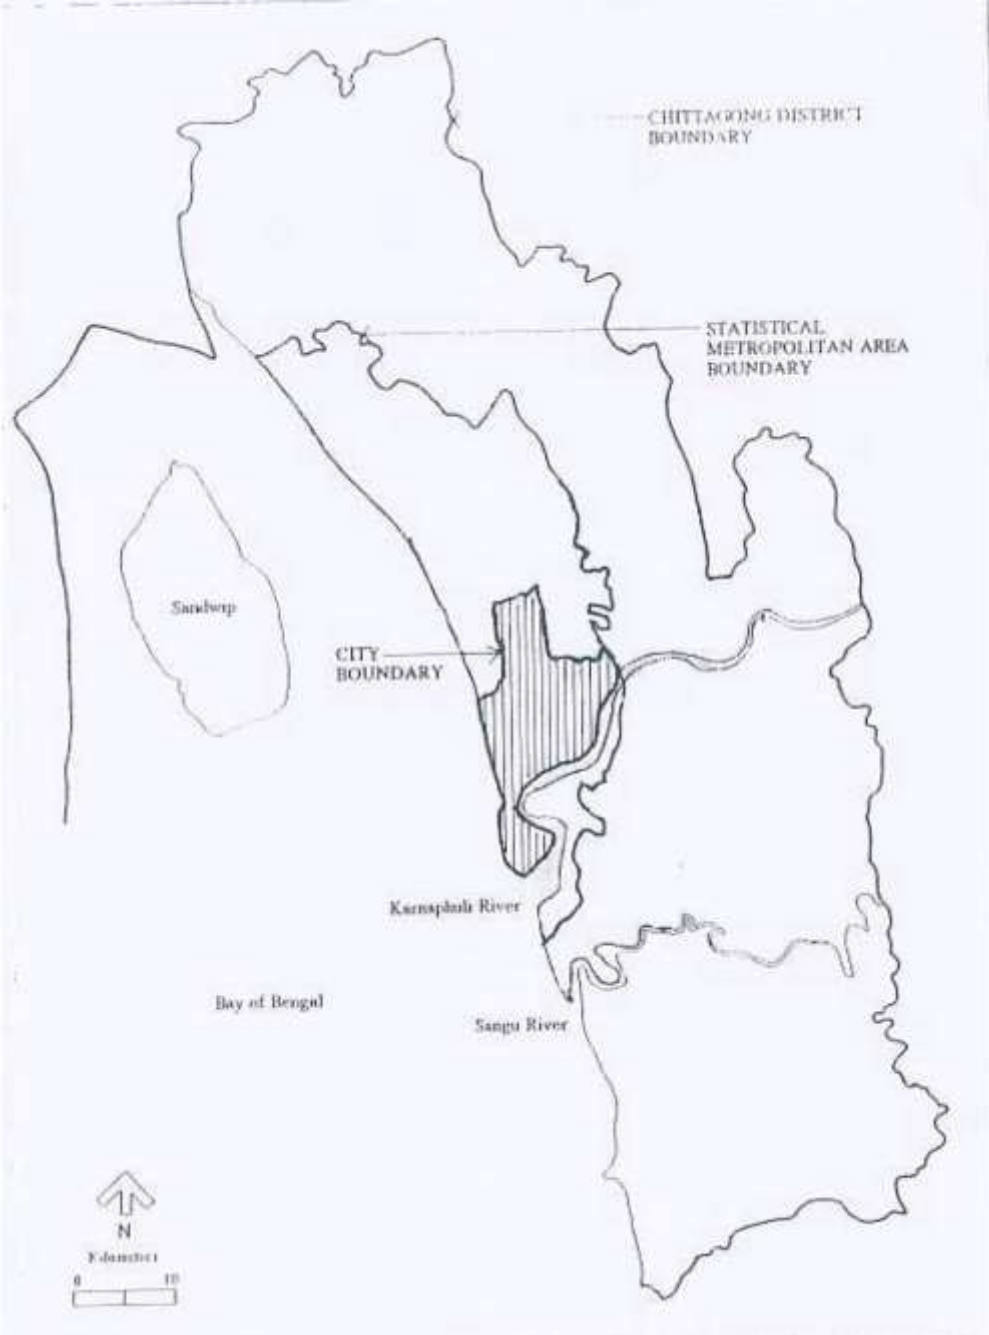 CHITTAGONG DISTRICT
BOUNDARY
STATISTICAL
METROPOLITAN AREA
BOUNDARY
Sandwip
CITY
BOUNDARY
Karnaphuli River
Bay of Bengal
Sangu River
N
Kilometer
0 10